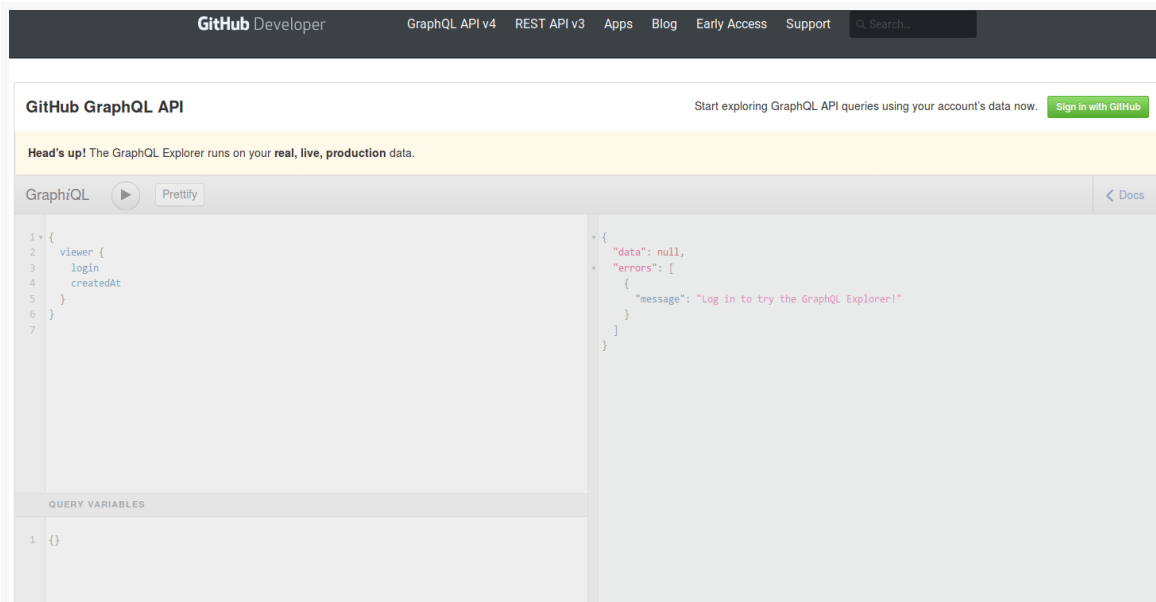 GitHub Developer GraphQL API v4 REST API v3 Apps Blog Early Access Support Search...
GitHub GraphQL API Start exploring GraphQL API queries using your account's data now. Sign in with GitHub
Head's up! The GraphQL Explorer runs on your real, live, production data.
GraphiQL Prettify Docs
1 {
2 viewer {
3 login
4 createdAt
5 }
6 }
7
{
"data": null,
"errors": [
{
"message": "Log in to try the GraphQL Explorer!"
}
]
}
QUERY VARIABLES
1 {}